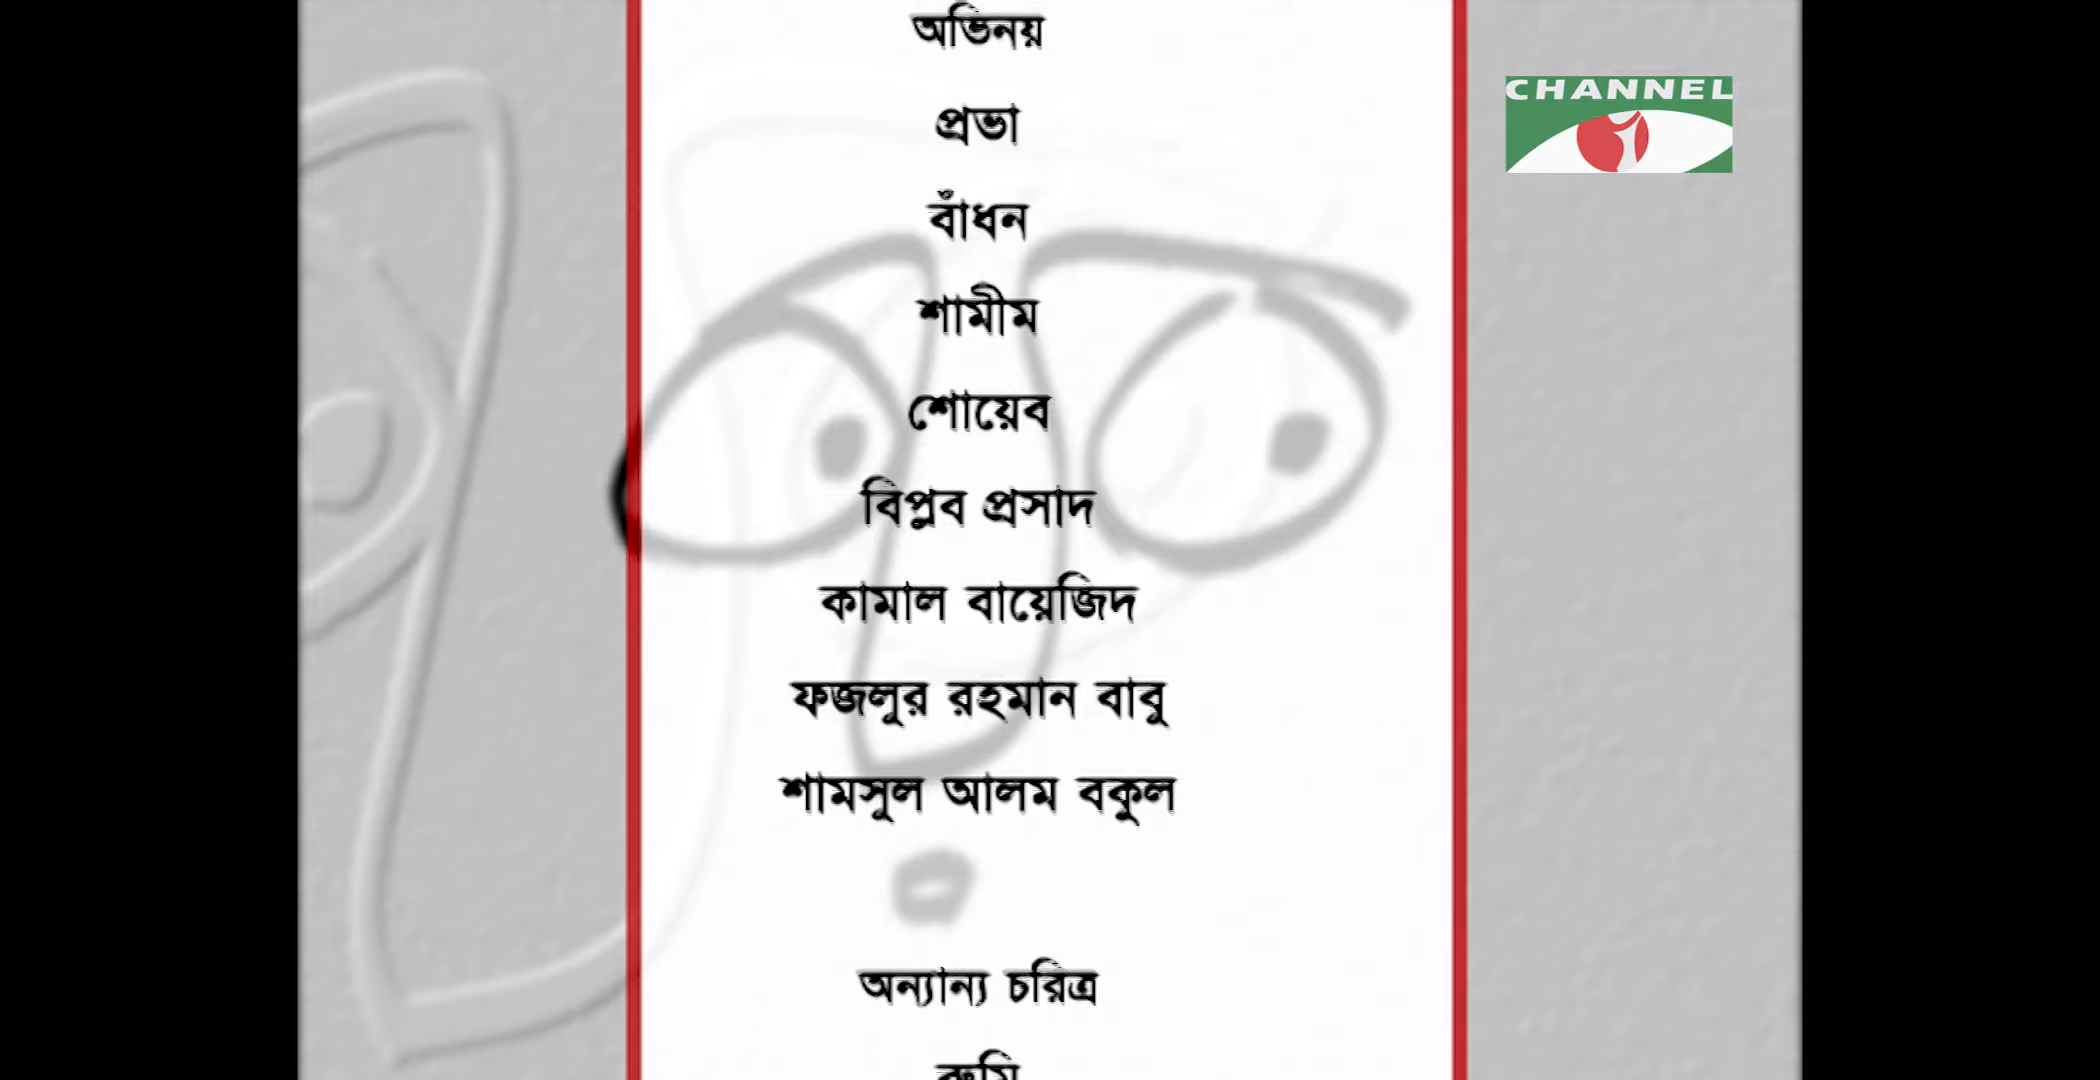 অভিনয়
CHANNEL
প্রভা
বাঁধন
শামীম
শোয়েব
বিপ্লব প্রসাদ
কামাল বায়েজিদ
ফজলুর রহমান বাবু
শামসুল আলম বকুল
অন্যান্য চরিত্র